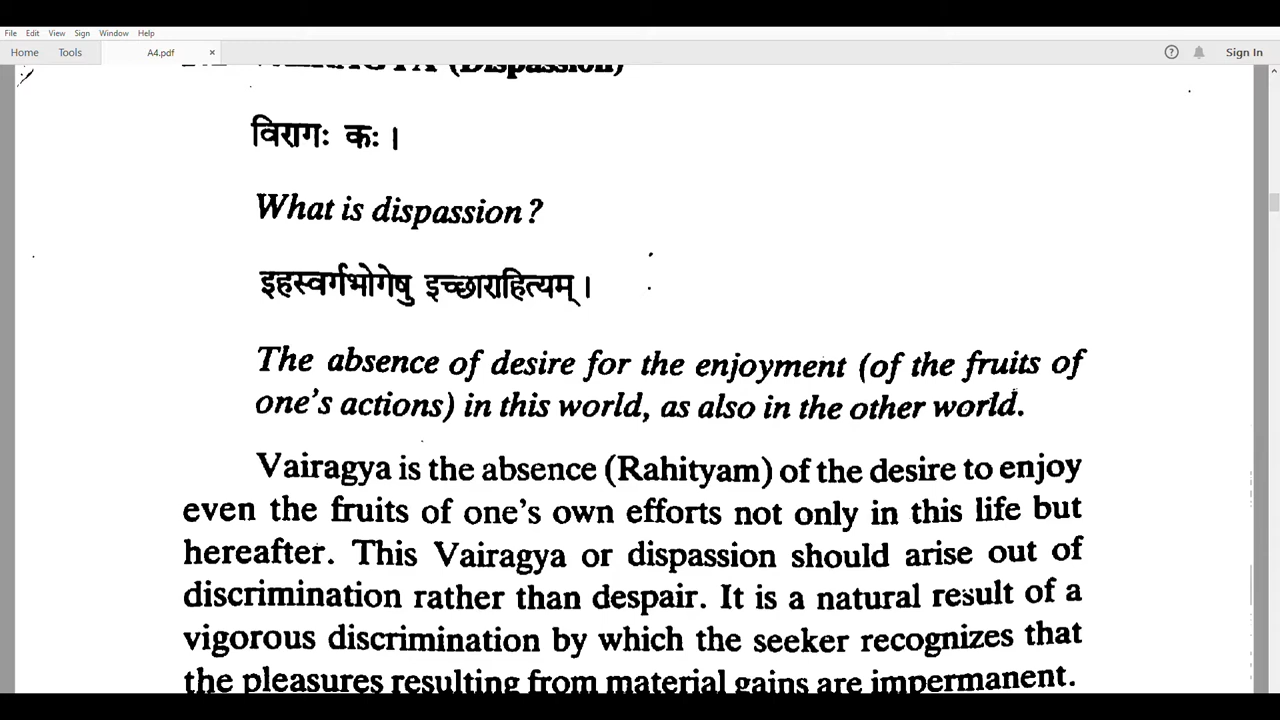 File Edit View Sign Window Help
Home Tools A4.pdf × ? Sign In
(Dispassion)
विरागः कः ।
What is dispassion?
इहस्वर्गभोगेषु इच्छाराहित्यम् ।
The absence of desire for the enjoyment (of the fruits of
one's actions) in this world, as also in the other world.
Vairagya is the absence (Rahityam) of the desire to enjoy
even the fruits of one's own efforts not only in this life but
hereafter. This Vairagya or dispassion should arise out of
discrimination rather than despair. It is a natural result of a
vigorous discrimination by which the seeker recognizes that
the pleasures resulting from material gains are impermanent.